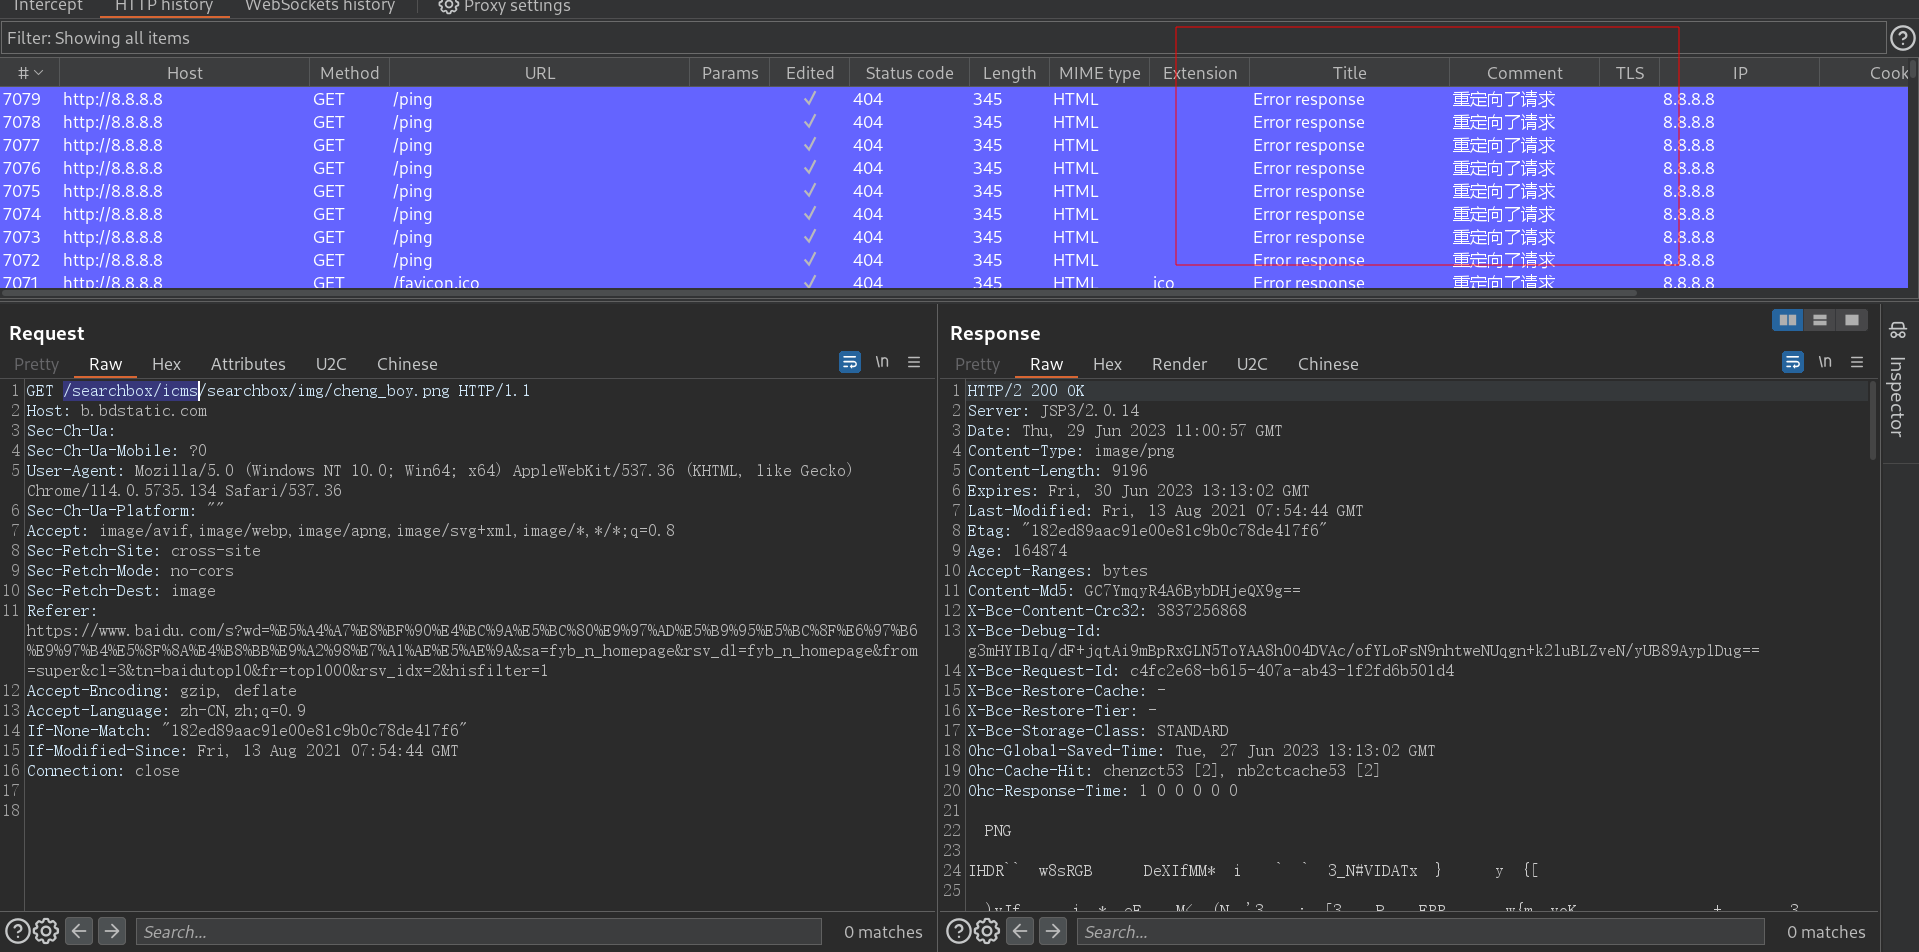 Intercept HTTP history WebSockets history Proxy settings
Filter: Showing all items
# Host Method URL Params Edited Status code Length MIME type Extension Title Comment TLS IP Cook
7079 http://8.8.8.8 GET /ping ✓ 404 345 HTML Error response 重定向了请求 8.8.8.8
7078 http://8.8.8.8 GET /ping ✓ 404 345 HTML Error response 重定向了请求 8.8.8.8
7077 http://8.8.8.8 GET /ping ✓ 404 345 HTML Error response 重定向了请求 8.8.8.8
7076 http://8.8.8.8 GET /ping ✓ 404 345 HTML Error response 重定向了请求 8.8.8.8
7075 http://8.8.8.8 GET /ping ✓ 404 345 HTML Error response 重定向了请求 8.8.8.8
7074 http://8.8.8.8 GET /ping ✓ 404 345 HTML Error response 重定向了请求 8.8.8.8
7073 http://8.8.8.8 GET /ping ✓ 404 345 HTML Error response 重定向了请求 8.8.8.8
7072 http://8.8.8.8 GET /ping ✓ 404 345 HTML Error response 重定向了请求 8.8.8.8
7071 http://8.8.8.8 GET /favicon.ico ✓ 404 345 HTML ico Error response 重定向了请求 8.8.8.8
Request
Pretty Raw Hex Attributes U2C Chinese \n
1 GET /searchbox/icms/searchbox/img/cheng_boy.png HTTP/1.1
2 Host: b.bdstatic.com
3 Sec-Ch-Ua:
4 Sec-Ch-Ua-Mobile: ?0
5 User-Agent: Mozilla/5.0 (Windows NT 10.0; Win64; x64) AppleWebKit/537.36 (KHTML, like Gecko)
Chrome/114.0.5735.134 Safari/537.36
6 Sec-Ch-Ua-Platform: ""
7 Accept: image/avif,image/webp,image/apng,image/svg+xml,image/*,*/*;q=0.8
8 Sec-Fetch-Site: cross-site
9 Sec-Fetch-Mode: no-cors
10 Sec-Fetch-Dest: image
11 Referer:
https://www.baidu.com/s?wd=%E5%A4%A7%E8%BF%90%E4%BC%9A%E5%BC%80%E9%97%AD%E5%B9%95%E5%BC%8F%E6%97%B6
%E9%97%B4%E5%8F%8A%E4%B8%BB%E9%A2%98%E7%A1%AE%E5%AE%9A&sa=fyb_n_homepage&rsv_dl=fyb_n_homepage&from
=super&cl=3&tn=baidutop10&fr=top1000&rsv_idx=2&hisfilter=1
12 Accept-Encoding: gzip, deflate
13 Accept-Language: zh-CN,zh;q=0.9
14 If-None-Match: "182ed89aac91e00e81c9b0c78de417f6"
15 If-Modified-Since: Fri, 13 Aug 2021 07:54:44 GMT
16 Connection: close
17
18
Search... 0 matches
Response
Pretty Raw Hex Render U2C Chinese \n
1 HTTP/2 200 OK
2 Server: JSP3/2.0.14
3 Date: Thu, 29 Jun 2023 11:00:57 GMT
4 Content-Type: image/png
5 Content-Length: 9196
6 Expires: Fri, 30 Jun 2023 13:13:02 GMT
7 Last-Modified: Fri, 13 Aug 2021 07:54:44 GMT
8 Etag: "182ed89aac91e00e81c9b0c78de417f6"
9 Age: 164874
10 Accept-Ranges: bytes
11 Content-Md5: GC7YmqyR4A6BybDHjeQX9g==
12 X-Bce-Content-Crc32: 3837256868
13 X-Bce-Debug-Id:
g3mHYIBIq/dF+jqtAi9mBpRxGLN5ToYAA8h004DVAc/ofYLoFsN9nhtweNUqgn+k2luBLZveN/yUB89AyplDug==
14 X-Bce-Request-Id: c4fc2e68-b615-407a-ab43-1f2fd6b501d4
15 X-Bce-Restore-Cache: -
16 X-Bce-Restore-Tier: -
17 X-Bce-Storage-Class: STANDARD
18 Ohc-Global-Saved-Time: Tue, 27 Jun 2023 13:13:02 GMT
19 Ohc-Cache-Hit: chenzct53 [2], nb2ctcache53 [2]
20 Ohc-Response-Time: 1 0 0 0 0 0
21
22 PNG
23
24 IHDR`` w8sRGB DeXIfMM* i ` ` 3_N#VIDATx } y {[
25
Search... 0 matches
Inspector